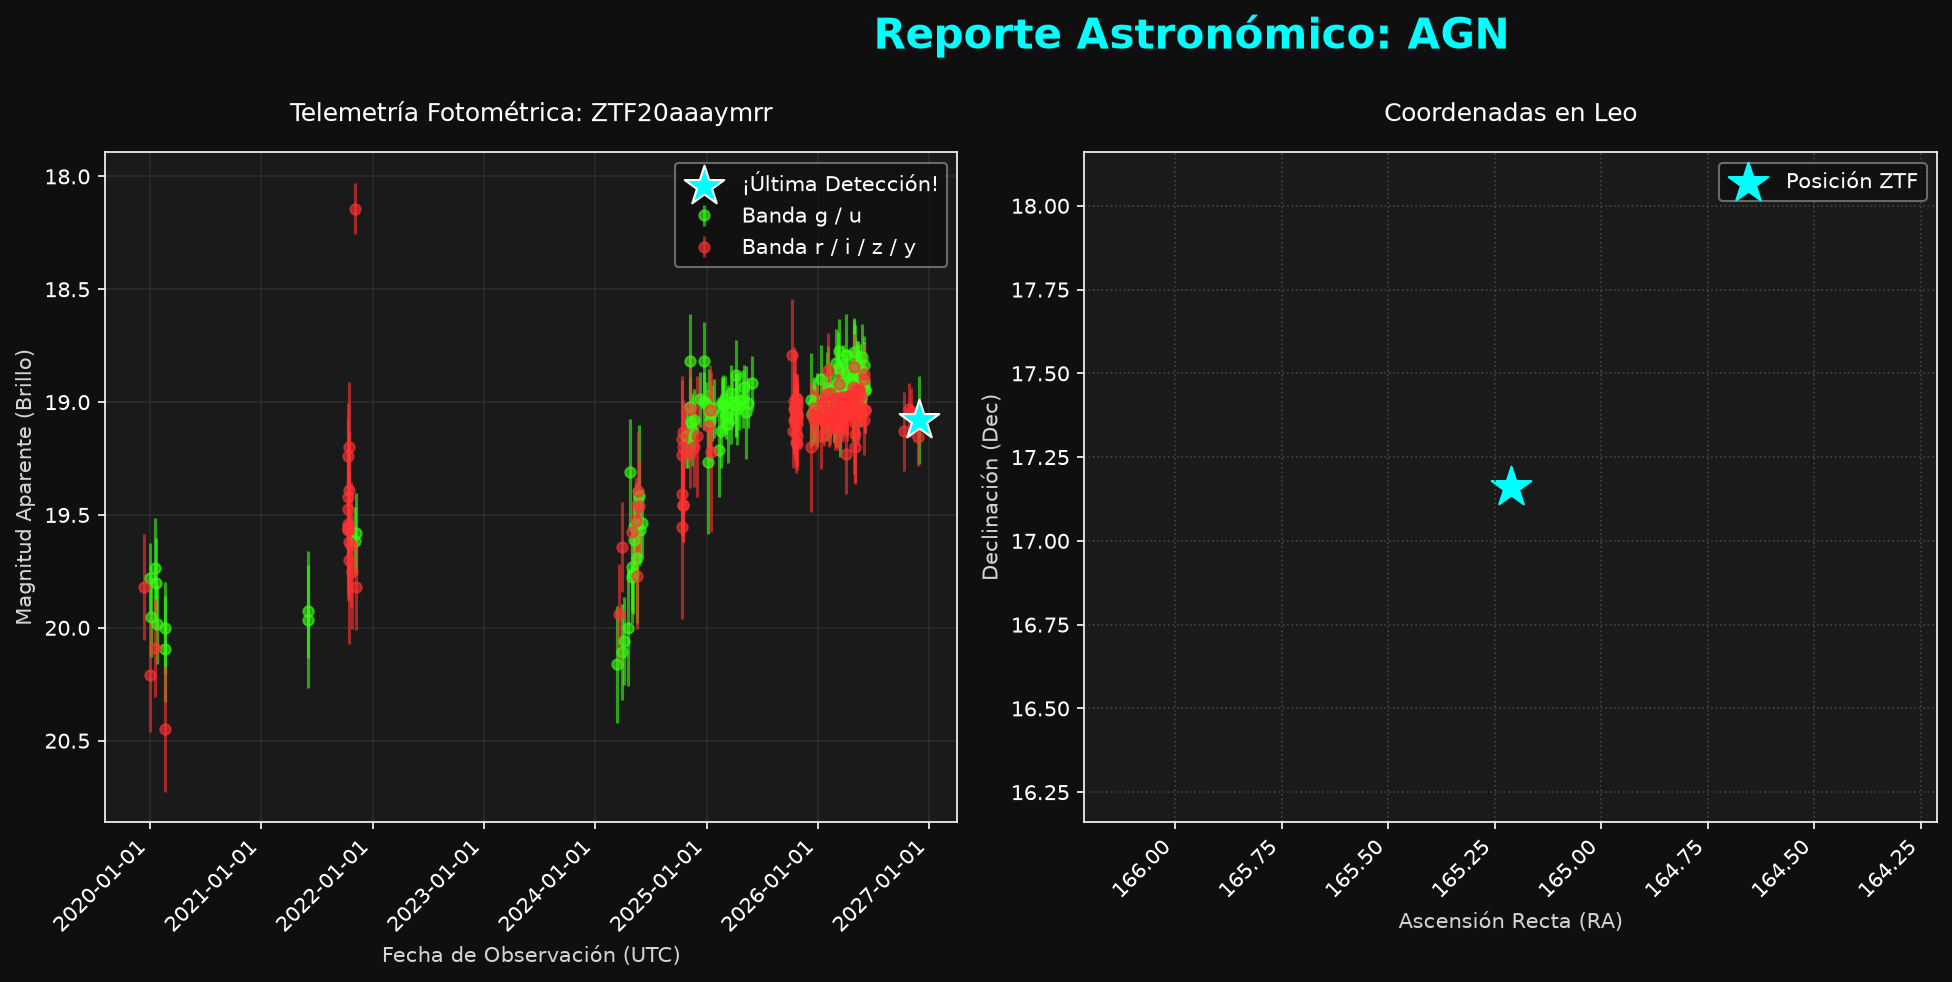 Reporte Astronómico: AGN
Telemetría Fotométrica: ZTF20aaaymrr
Magnitud Aparente (Brillo)
18.0
18.5
19.0
19.5
20.0
20.5
¡Última Detección!
Banda g / u
Banda r / i / z / y
2020-01-01
2021-01-01
2022-01-01
2023-01-01
2024-01-01
2025-01-01
2026-01-01
2027-01-01
Fecha de Observación (UTC)
Coordenadas en Leo
Declinación (Dec)
18.00
17.75
17.50
17.25
17.00
16.75
16.50
16.25
Posición ZTF
166.00
165.75
165.50
165.25
165.00
164.75
164.50
164.25
Ascensión Recta (RA)